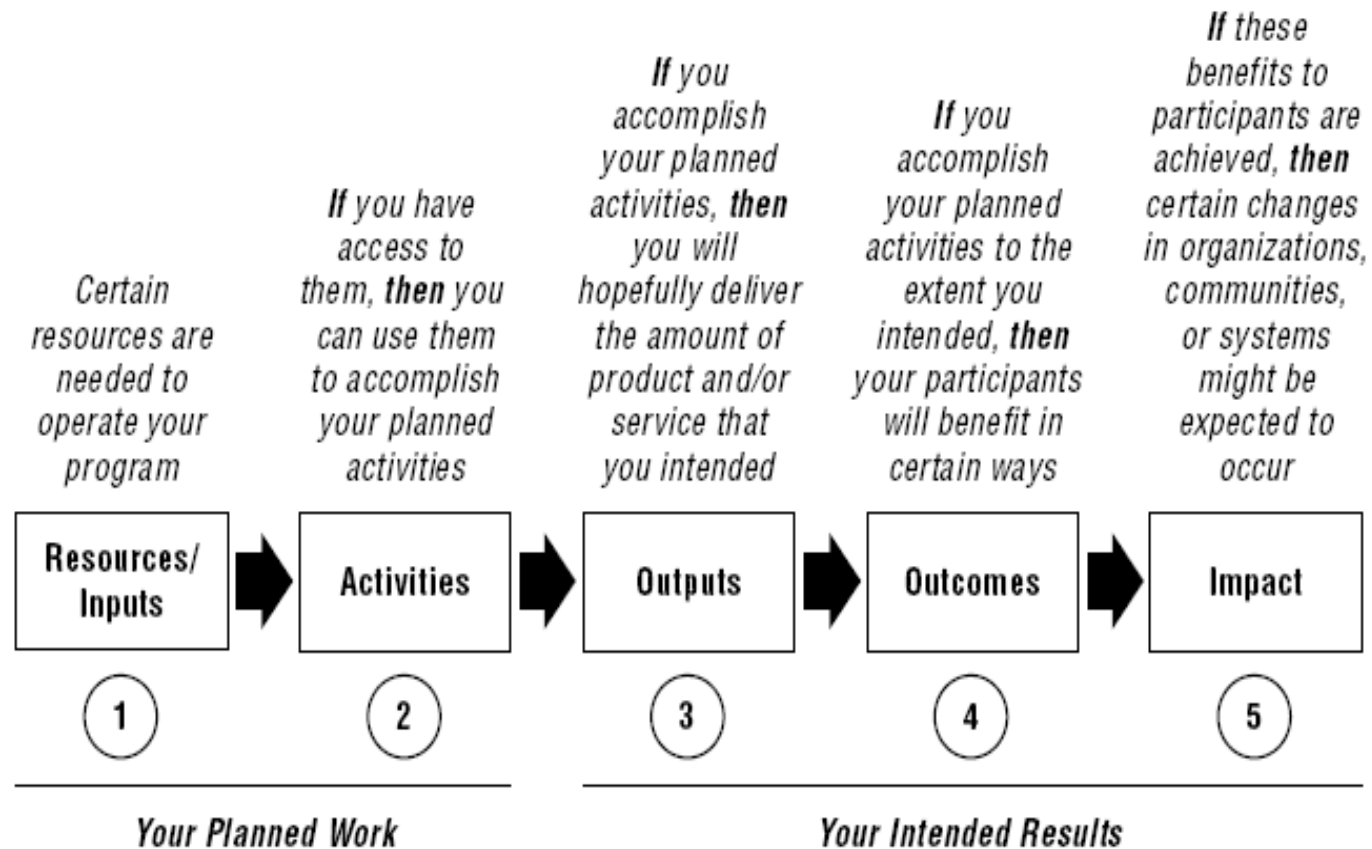 Certain
resources are
needed to
operate your
program
If you have
access to
them, then you
can use them
to accomplish
your planned
activities
If you
accomplish
your planned
activities, then
you will
hopefully deliver
the amount of
product and/or
service that
you intended
If you
accomplish
your planned
activities to the
extent you
intended, then
your participants
will benefit in
certain ways
If these
benefits to
participants are
achieved, then
certain changes
in organizations,
communities,
or systems
might be
expected to
occur
Resources/
Inputs
Activities
Outputs
Outcomes
Impact
1
2
3
4
5
Your Planned Work
Your Intended Results